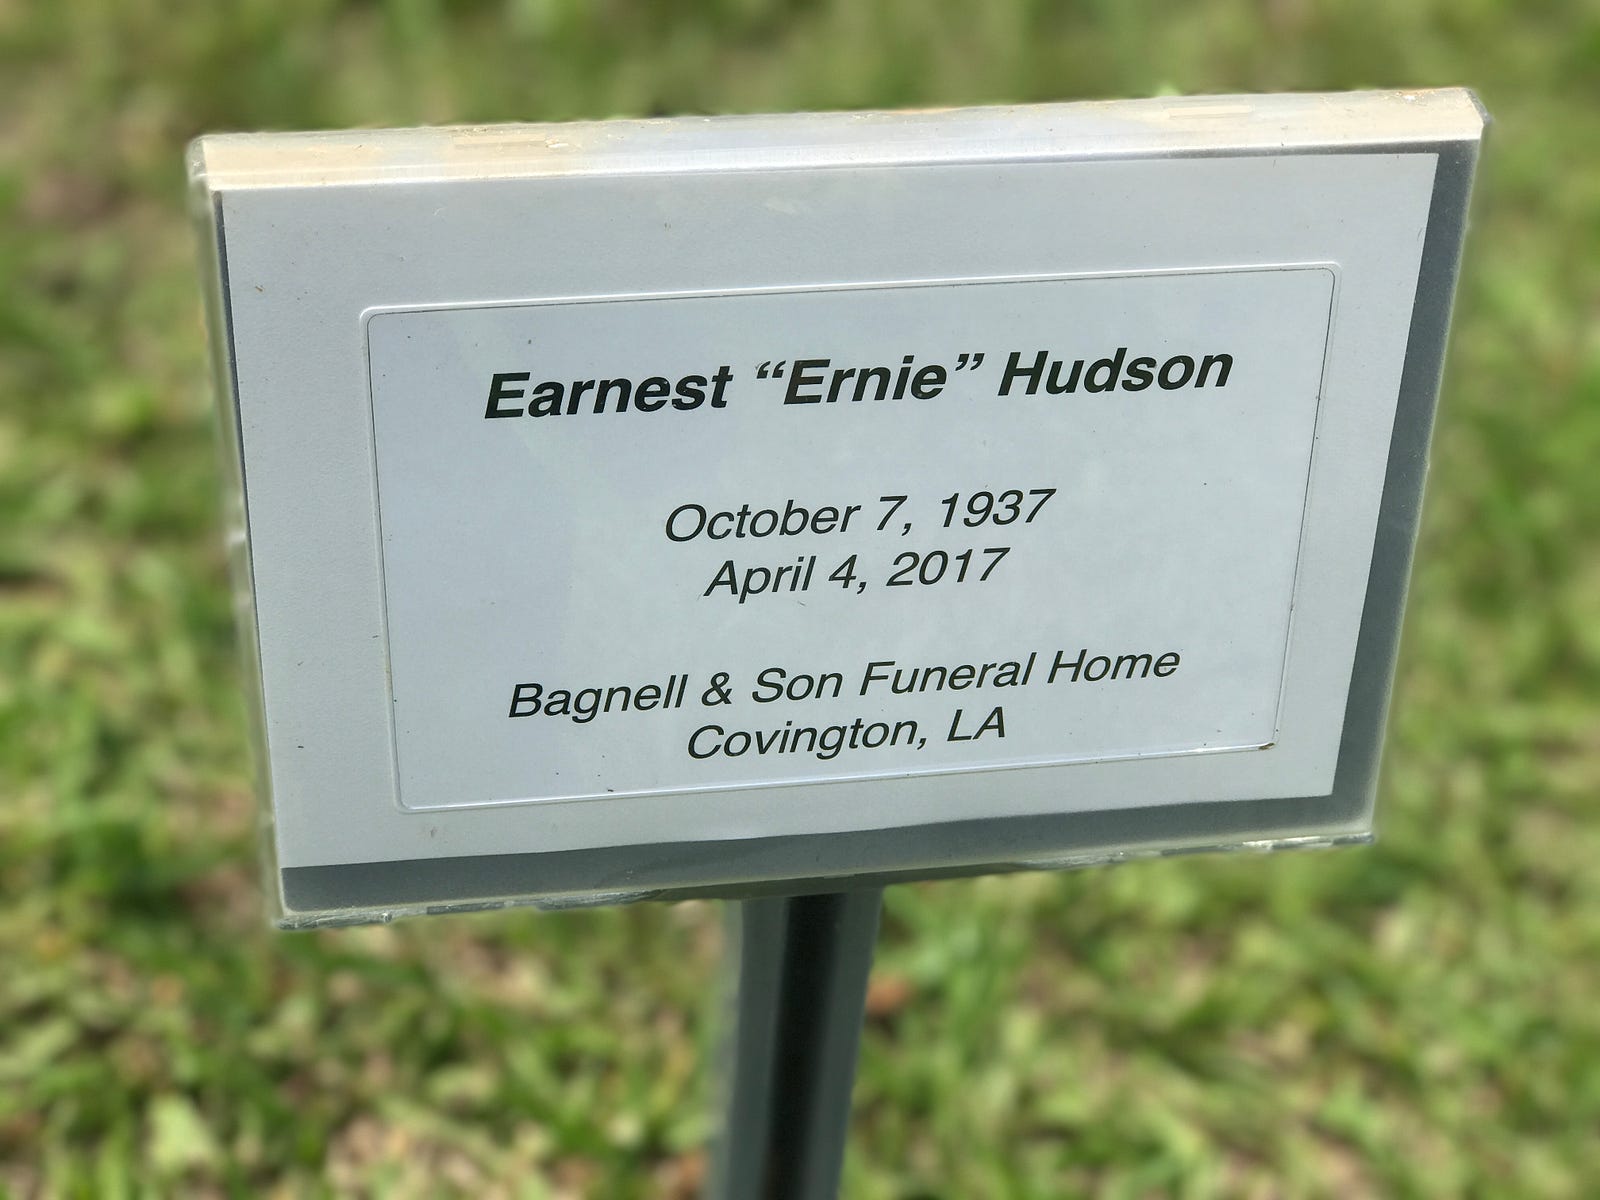 Earnest “Ernie” Hudson
October 7, 1937
April 4, 2017
Bagnell & Son Funeral Home
Covington, LA